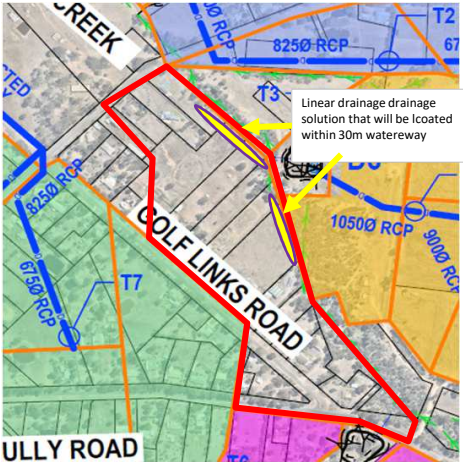 CREEK
825Ø RCP
T2
67
T3
Linear drainage drainage
solution that will be lcoated
within 30m watereway
825Ø RCP
1050Ø RCP
900Ø RCP
GOLF LINKS ROAD
675Ø RCP
T7
ULLY ROAD